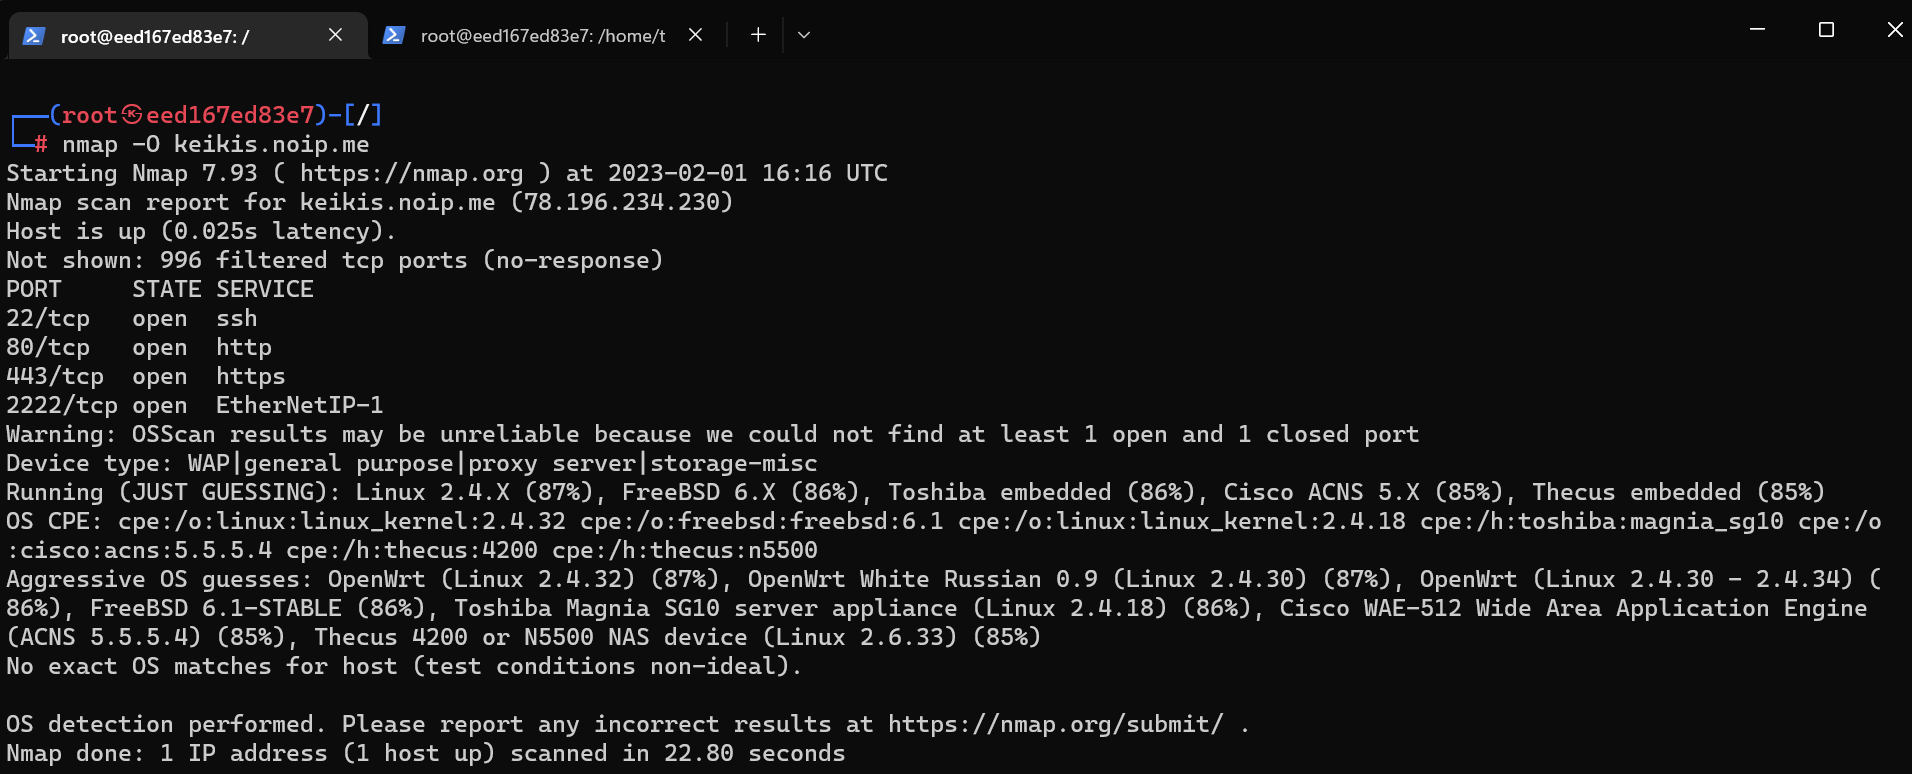 root@eed167ed83e7: /
root@eed167ed83e7: /home/t
(root㉿eed167ed83e7)-[/]
# nmap -O keikis.noip.me
Starting Nmap 7.93 ( https://nmap.org ) at 2023-02-01 16:16 UTC
Nmap scan report for keikis.noip.me (78.196.234.230)
Host is up (0.025s latency).
Not shown: 996 filtered tcp ports (no-response)
PORT     STATE SERVICE
22/tcp   open  ssh
80/tcp   open  http
443/tcp  open  https
2222/tcp open  EtherNetIP-1
Warning: OSScan results may be unreliable because we could not find at least 1 open and 1 closed port
Device type: WAP|general purpose|proxy server|storage-misc
Running (JUST GUESSING): Linux 2.4.X (87%), FreeBSD 6.X (86%), Toshiba embedded (86%), Cisco ACNS 5.X (85%), Thecus embedded (85%)
OS CPE: cpe:/o:linux:linux_kernel:2.4.32 cpe:/o:freebsd:freebsd:6.1 cpe:/o:linux:linux_kernel:2.4.18 cpe:/h:toshiba:magnia_sg10 cpe:/o
:cisco:acns:5.5.5.4 cpe:/h:thecus:4200 cpe:/h:thecus:n5500
Aggressive OS guesses: OpenWrt (Linux 2.4.32) (87%), OpenWrt White Russian 0.9 (Linux 2.4.30) (87%), OpenWrt (Linux 2.4.30 - 2.4.34) (
86%), FreeBSD 6.1-STABLE (86%), Toshiba Magnia SG10 server appliance (Linux 2.4.18) (86%), Cisco WAE-512 Wide Area Application Engine
(ACNS 5.5.5.4) (85%), Thecus 4200 or N5500 NAS device (Linux 2.6.33) (85%)
No exact OS matches for host (test conditions non-ideal).
OS detection performed. Please report any incorrect results at https://nmap.org/submit/ .
Nmap done: 1 IP address (1 host up) scanned in 22.80 seconds